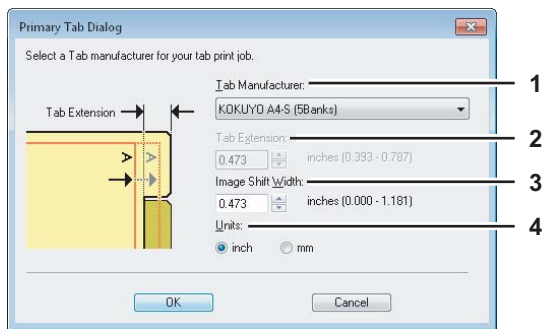 Primary Tab Dialog
Select a Tab manufacturer for your tab print job.
Tab Manufacturer: 1
KOKUYO A4-S (5Banks)
Tab Extension
Tab Extension: 2
0.473 inches (0.393 - 0.787)
A A
Image Shift Width: 3
0.473 inches (0.000 - 1.181)
Units: 4
inch mm
OK Cancel